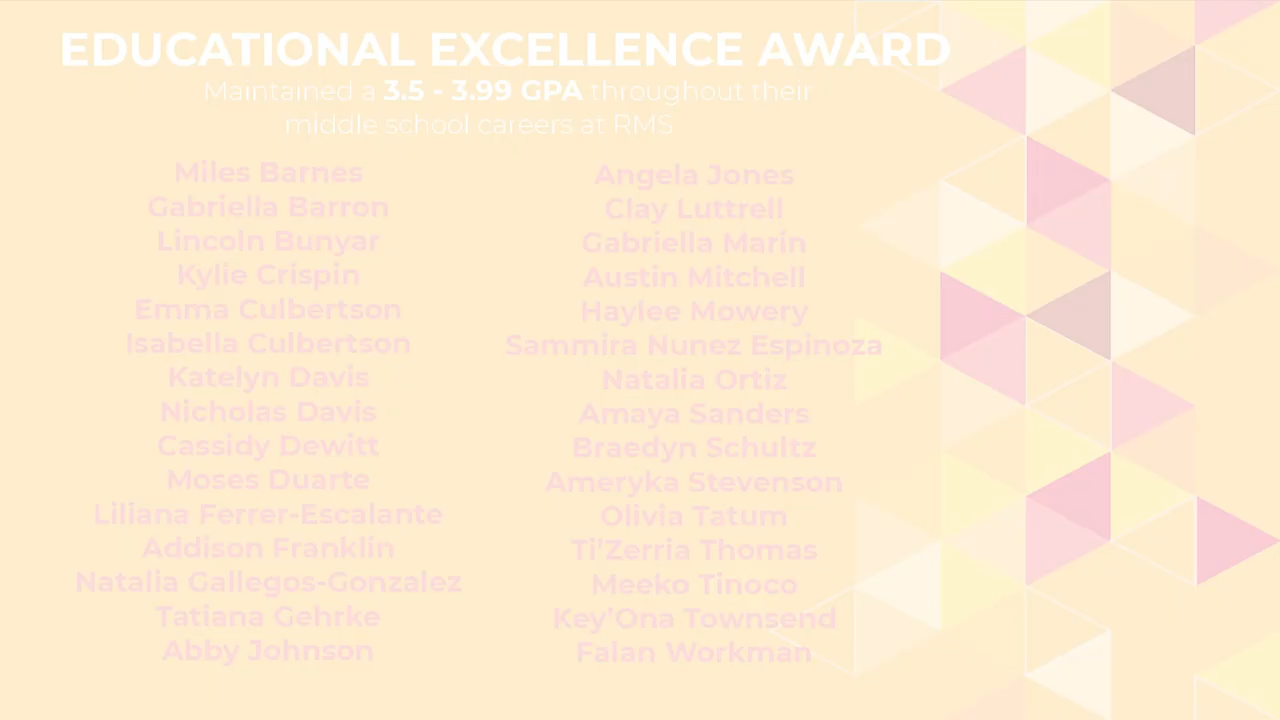 EDUCATIONAL EXCELLENCE AWARD
Maintained a 3.5 - 3.99 GPA throughout their
middle school careers at RMS
Miles Barnes
Gabriella Barron
Lincoln Bunyar
Kylie Crispin
Emma Culbertson
Isabella Culbertson
Katelyn Davis
Nicholas Davis
Cassidy Dewitt
Moses Duarte
Liliana Ferrer-Escalante
Addison Franklin
Natalia Gallegos-Gonzalez
Tatiana Gehrke
Abby Johnson
Angela Jones
Clay Luttrell
Gabriella Marin
Austin Mitchell
Haylee Mowery
Sammira Nunez Espinoza
Natalia Ortiz
Amaya Sanders
Braedyn Schultz
Ameryka Stevenson
Olivia Tatum
Ti'Zerria Thomas
Meeko Tinoco
Key'Ona Townsend
Falan Workman